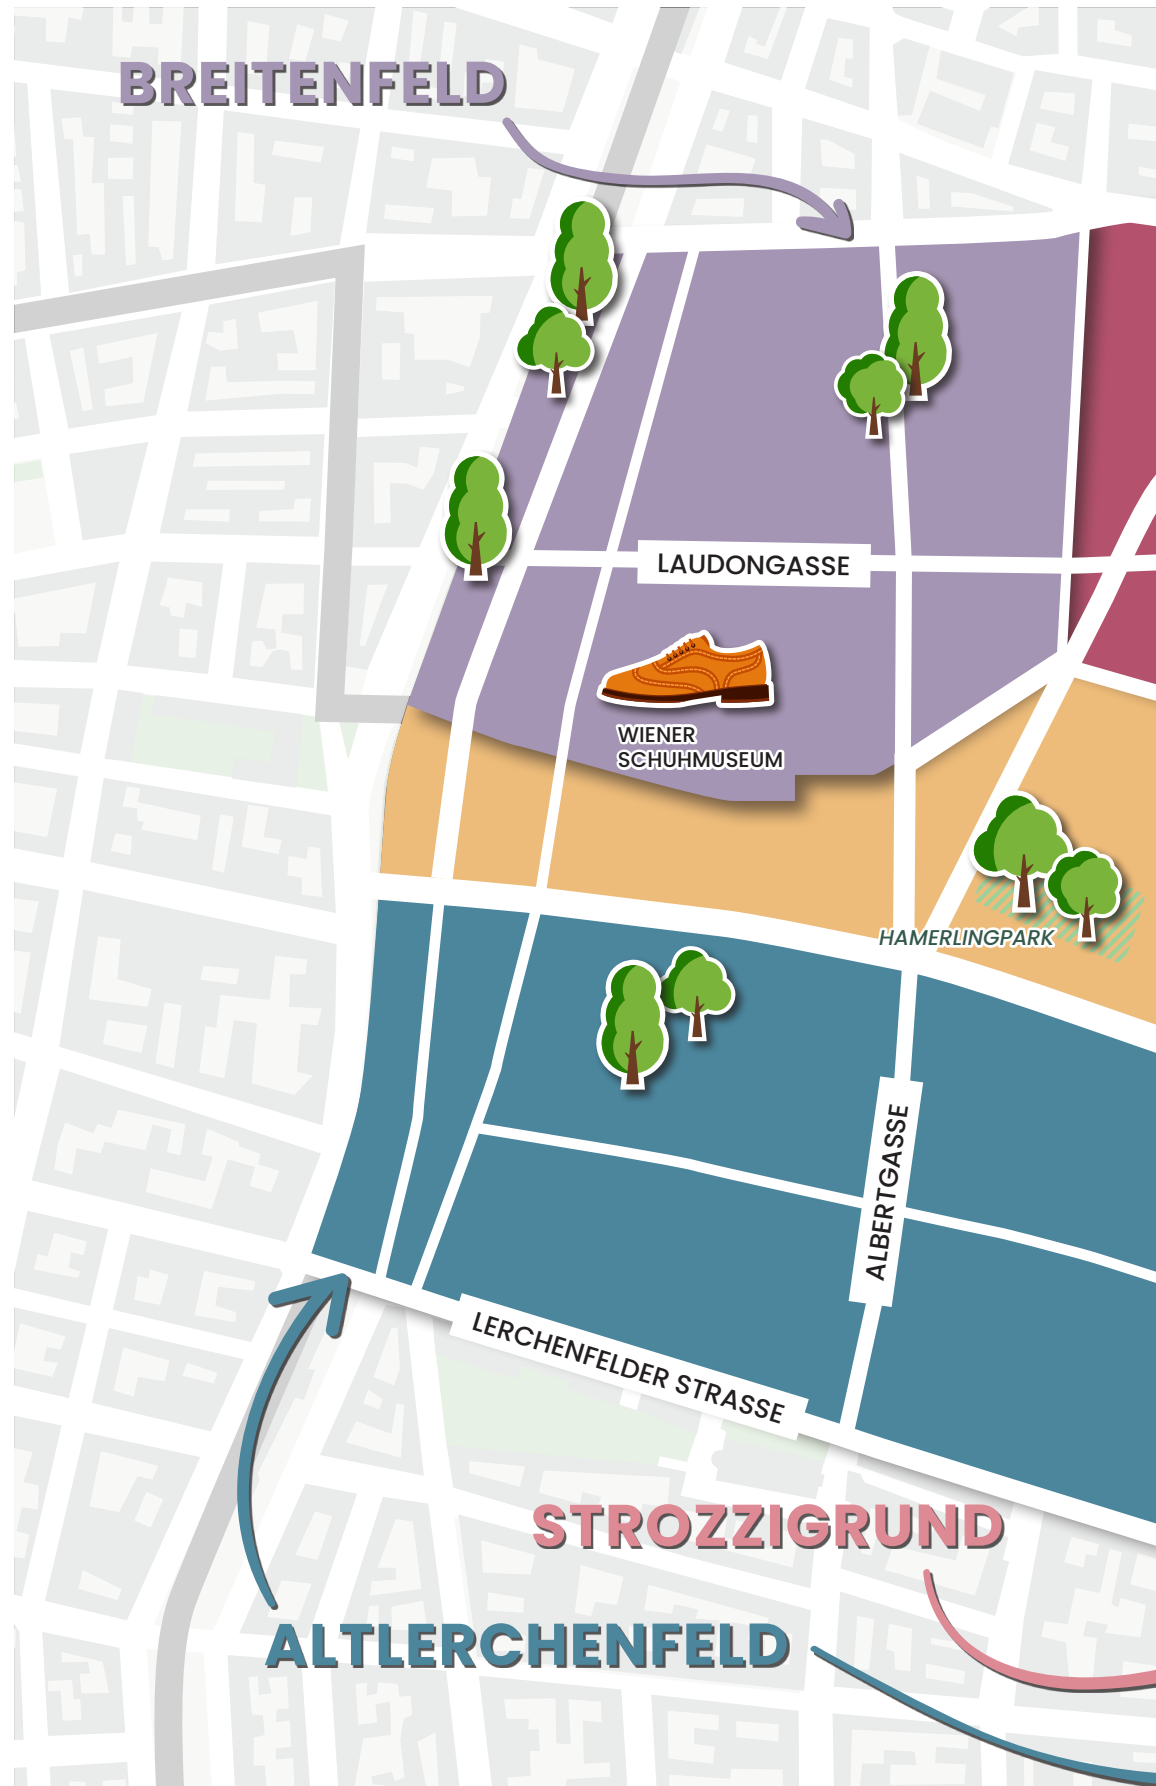 BREITENFELD
LAUDONGASSE
WIENER
SCHUHMUSEUM
HAMERLINGPARK
ALBERTGASSE
LERCHENFELDER STRASSE
STROZZIGRUND
ALTLERCHENFELD